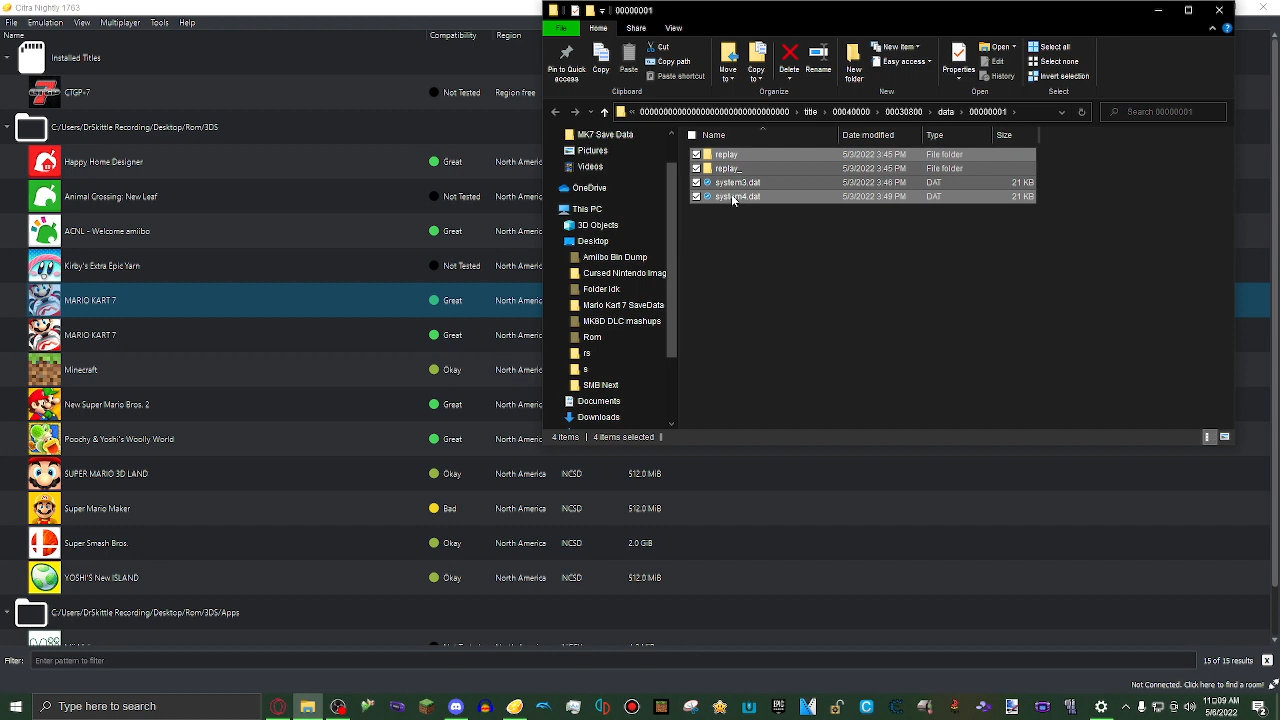 Citra Nightly 1763
File Emulation View Multiplayer Tools Help
Name Compatibility Region
Installed Titles
CTGP-7 Not Tested Region free
C:/Users/DrSkittle Recording/Desktop/Rom/3DS
Happy Home Designer Great North Americ
Animal Crossing: New Leaf Not Tested North Americ
ACNL - Welcome amiibo Great North Americ
Kirby's Extra Epic Yarn Not Tested North Americ
MARIO KART 7 Great North Americ
MARIO KART 7 Great North Americ
Minecraft Okay North Americ
New Super Mario Bros. 2 Great North Americ
Poochy & Yoshi's Woolly World Great North Americ
SUPER MARIO 3D LAND Okay North America NCSD 512.0 MiB
Super Mario Maker Bad North America NCSD 512.0 MiB
Super Smash Bros. Okay North America NCSD 2.0 GiB
YOSHI'S New ISLAND Okay North America NCSD 512.0 MiB
C:/Users/DrSkittle Recording/Desktop/Rom/3DS/Apps
Filter: Enter pattern to filter 15 of 15 results X
Not Connected. Click here to find a room!
00000001
File Home Share View
Pin to Quick access
Copy
Paste
Cut
Copy path
Paste shortcut
Clipboard
Move to
Copy to
Delete
Rename
Organize
New folder
New item
Easy access
New
Properties
Open
Edit
History
Open
Select all
Select none
Invert selection
Select
« 00000000000000000000000000000000 › title › 00040000 › 00030800 › data › 00000001 ›
Search 00000001
Name Date modified Type Size
replay 5/3/2022 3:45 PM File folder
replay_ 5/3/2022 3:45 PM File folder
system3.dat 5/3/2022 3:46 PM DAT 21 KB
system4.dat 5/3/2022 3:49 PM DAT 21 KB
MK7 Save Data
Pictures
Videos
OneDrive
This PC
3D Objects
Desktop
Amiibo Bin Dump
Cursed Nintendo Imag
Folder Idk
Mario Kart 7 SaveData
MK8D DLC mashups
Rom
rs
s
SMB Next
Documents
Downloads
4 items 4 items selected
Type here to search
11:09 AM
5/6/2022